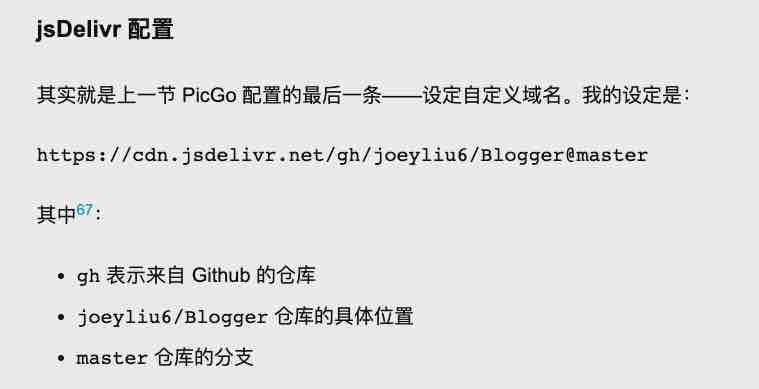 jsDelivr 配置
其实就是上一节 PicGo 配置的最后一条——设定自定义域名。我的设定是：
https://cdn.jsdelivr.net/gh/joeyliu6/Blogger@master
其中67：
• gh 表示来自 Github 的仓库
• joeyliu6/Blogger 仓库的具体位置
• master 仓库的分支